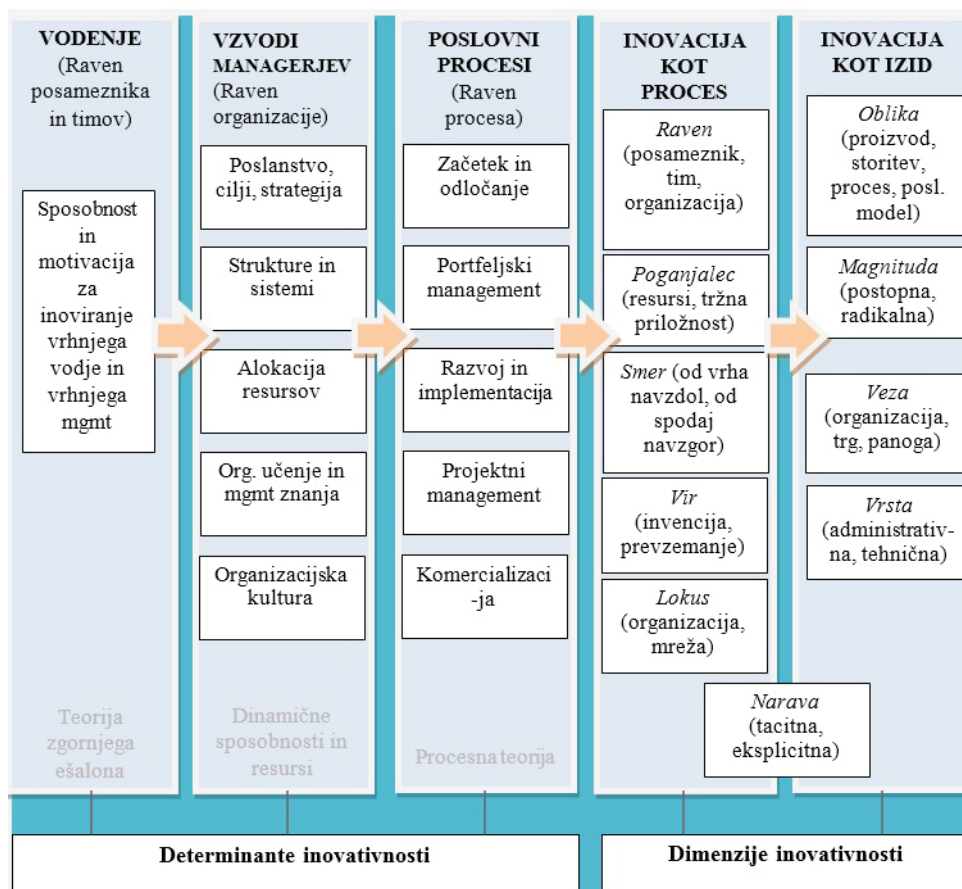 VODENJE
(Raven
posameznika
in timov)
Sposobnost
in
motivacija
za
inoviranje
vrhnjega
vodje in
vrhnjega
mgmt
Teorija
zgornjega
ešalona
VZVODI
MANAGERJEV
(Raven
organizacije)
Poslanstvo,
cilji, strategija
Strukture in
sistemi
Alokacija
resursov
Org. učenje in
mgmt znanja
Organizacijska
kultura
Dinamične
sposobnosti in
resursi
POSLOVNI
PROCESI
(Raven
procesa)
Začetek in
odločanje
Portfeljski
management
Razvoj in
implementacija
Projektni
management
Komercializaci
-ja
Procesna teorija
INOVACIJA
KOT
PROCES
Raven
(posameznik,
tim,
organizacija)
Poganjalec
(resursi, tržna
priložnost)
Smer (od vrha
navzdol, od
spodaj
navzgor)
Vir
(invencija,
prevzemanje)
Lokus
(organizacija,
mreža)
INOVACIJA
KOT IZID
Oblika
(proizvod,
storitev,
proces, posl.
model)
Magnituda
(postopna,
radikalna)
Veza
(organizacija,
trg, panoga)
Vrsta
(administrativ-
na, tehnična)
Narava
(tacitna,
eksplicitna)
Determinante inovativnosti
Dimenzije inovativnosti